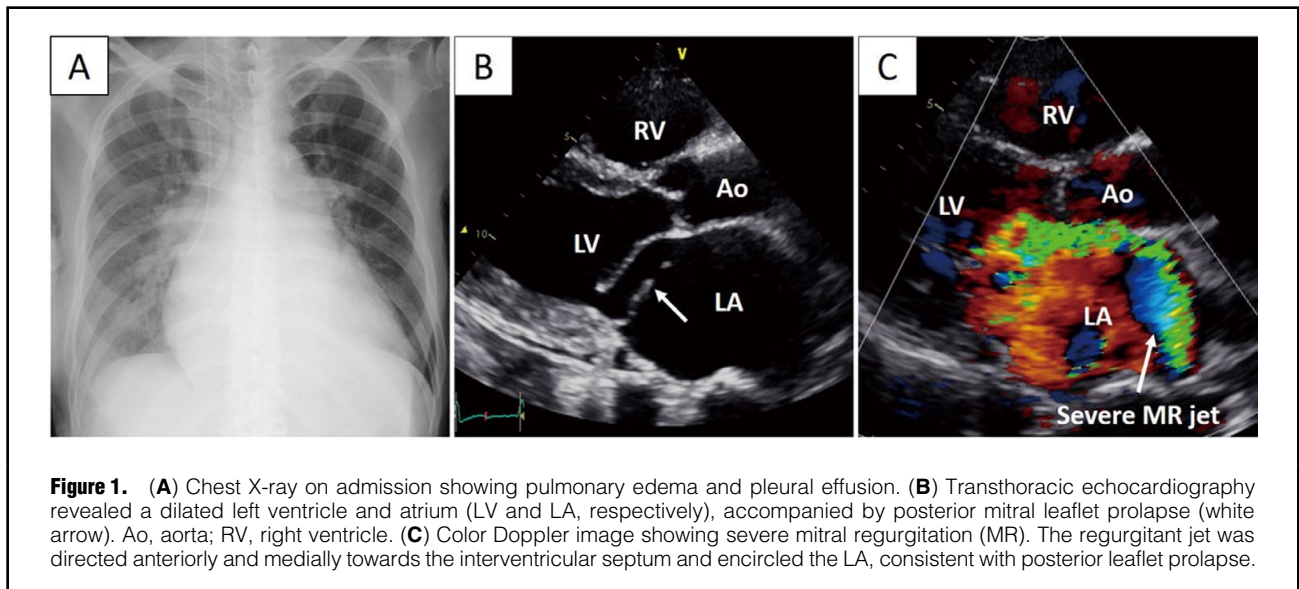 A
B
C
V
5
10
RV
Ao
LV
LA
5
RV
Ao
LV
LA
Severe MR jet
Figure 1. (A) Chest X-ray on admission showing pulmonary edema and pleural effusion. (B) Transthoracic echocardiography
revealed a dilated left ventricle and atrium (LV and LA, respectively), accompanied by posterior mitral leaflet prolapse (white
arrow). Ao, aorta; RV, right ventricle. (C) Color Doppler image showing severe mitral regurgitation (MR). The regurgitant jet was
directed anteriorly and medially towards the interventricular septum and encircled the LA, consistent with posterior leaflet prolapse.